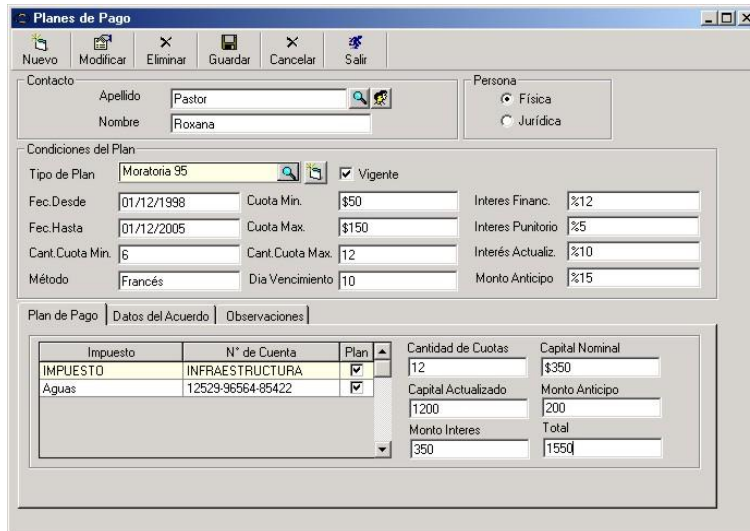 Planes de Pago
Nuevo Modificar Eliminar Guardar Cancelar Salir
Contacto
Apellido Pastor
Nombre Roxana
Persona
Física
Jurídica
Condiciones del Plan
Tipo de Plan Moratoria 95 Vigente
Fec.Desde 01/12/1998 Cuota Min. $50 Interes Financ. %12
Fec.Hasta 01/12/2005 Cuota Max. $150 Interes Punitorio %5
Cant.Cuota Min. 6 Cant.Cuota Max. 12 Interés Actualiz. %10
Método Francés Dia Vencimiento 10 Monto Anticipo %15
Plan de Pago Datos del Acuerdo Observaciones
Impuesto N° de Cuenta Plan
IMPUESTO INFRAESTRUCTURA
Aguas 12529-96564-85422
Cantidad de Cuotas Capital Nominal
12 $350
Capital Actualizado Monto Anticipo
1200 200
Monto Interes Total
350 1550